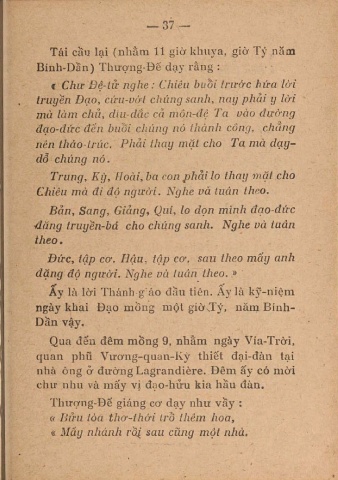 — 37 —
Tái cầu lại (nhằm 11 giờ khuya, giờ Tý năm
Bính-Dần) Thượng-Đế dạy rằng :
« Chư Đệ-tử nghe : Chiêu buổi trước hứa lời
truyền Đạo, cứu-vớt chúng sanh, nay phải y lời
mà làm chủ, dìu-dắc cả môn-đệ Ta vào đường
đạo-đức đến buổi chúng nó thành công, chẳng
nên thảo-trúc. Phải thay mặt cho Ta mà dạy-
dỗ chúng nó.
Trung, Kỳ, Hoài, ba con phải lo thay mặt cho
Chiêu mà đi độ người. Nghe và tuân theo.
Bản, Sang, Giảng, Quí, lo dọn mình đạo-đức
đăng truyền-bá cho chúng sanh. Nghe và tuân
theo.
Đức, tập cơ, Hậu, tập cơ, sau theo mấy anh
đặng độ người. Nghe và tuân theo. »
Ấy là lời Thánh-giáo đầu tiên. Ấy là kỷ-niệm
ngày khai Đạo mồng một giờ Tý, năm Bính-
Dần vậy.
Qua đến đêm mồng 9, nhằm ngày Vía-Trời,
quan phủ Vương-quan-Kỳ thiết đại-đàn tại
nhà ông ở đường Lagrandière. Đêm ấy có mời
chư nhu và mấy vị đạo-hữu kia hầu đàn.
Thượng-Đế giáng cơ dạy như vầy :
« Bửu tòa thơ-thới trổ thêm hoa,
« Mấy nhánh rồi sau cũng một nhà.